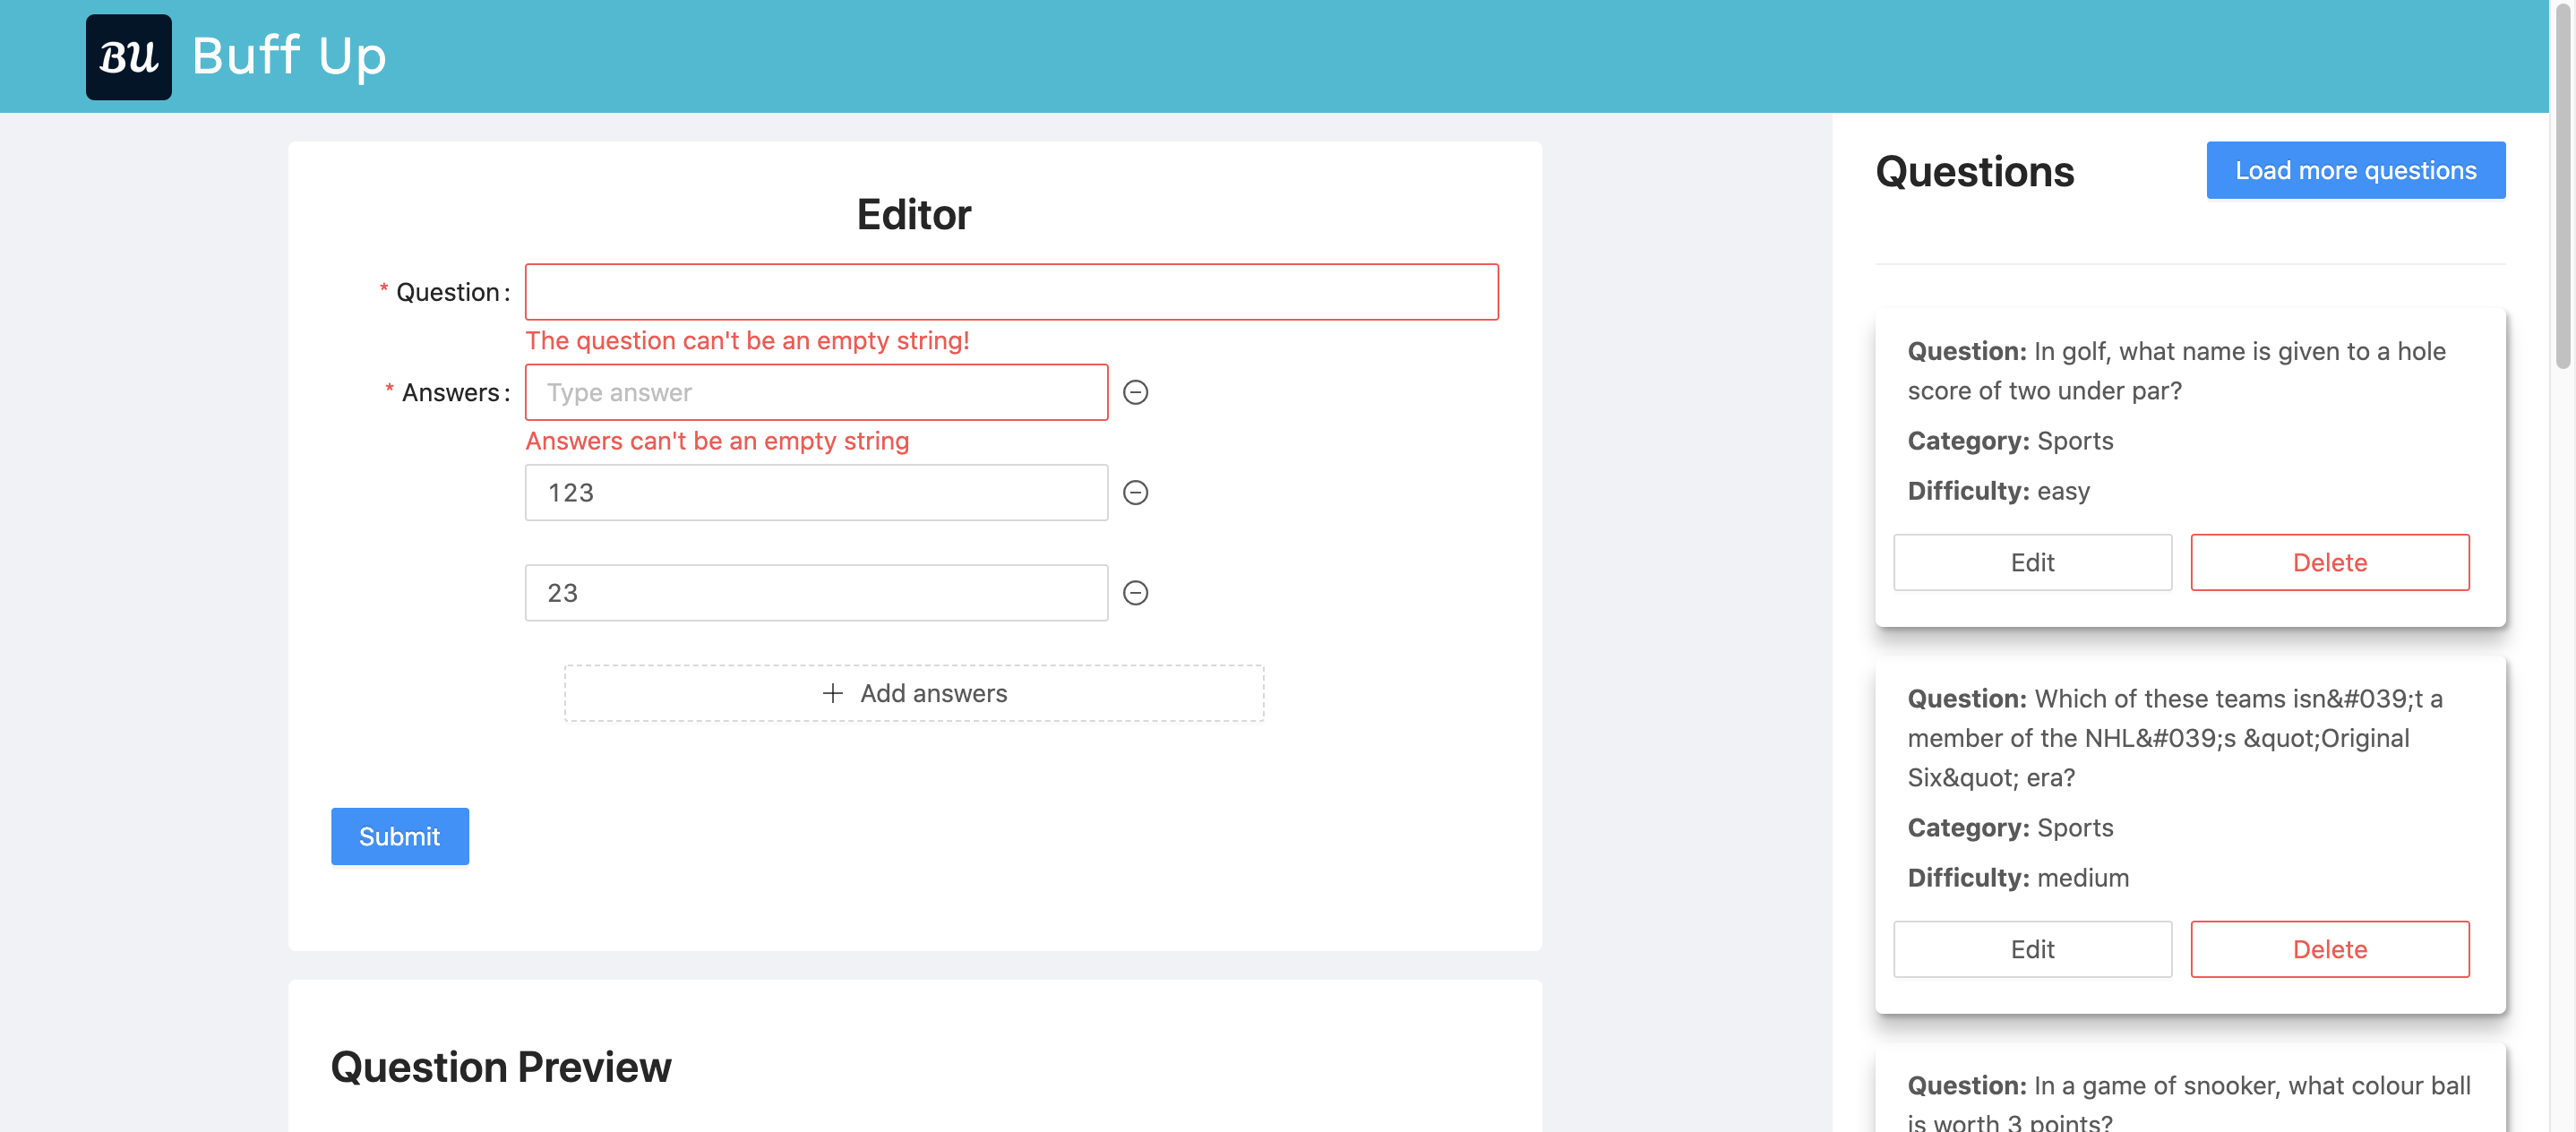 BU Buff Up
Editor
* Question:
The question can't be an empty string!
* Answers: Type answer
Answers can't be an empty string
123
23
+ Add answers
Submit
Question Preview
Questions
Load more questions
Question: In golf, what name is given to a hole
score of two under par?
Category: Sports
Difficulty: easy
Edit Delete
Question: Which of these teams isn&#039;t a
member of the NHL&#039;s &quot;Original
Six&quot; era?
Category: Sports
Difficulty: medium
Edit Delete
Question: In a game of snooker, what colour ball
is worth 3 points?